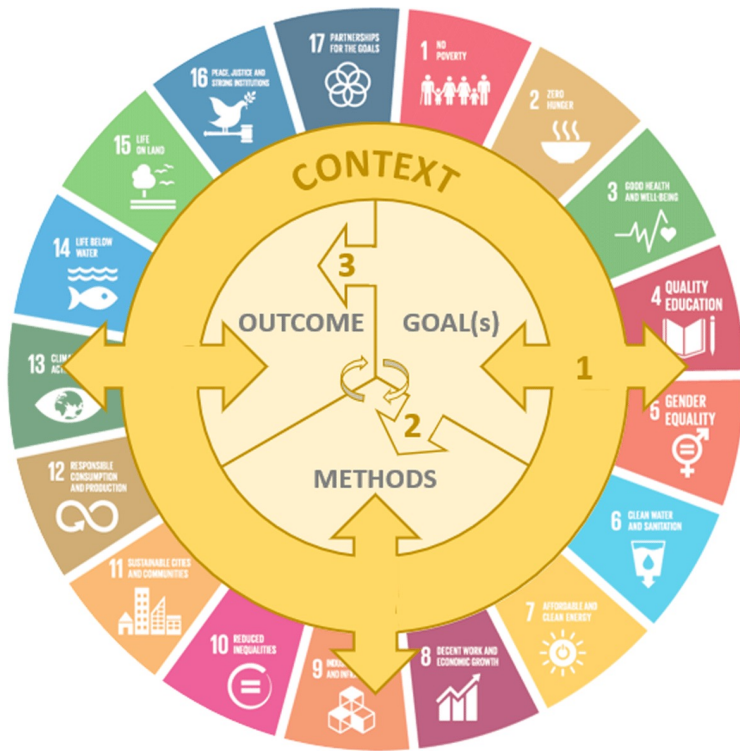 17 PARTNERSHIPS
FOR THE GOALS
1 NO
POVERTY
2 ZERO
HUNGER
3 GOOD HEALTH
AND WELL-BEING
4 QUALITY
EDUCATION
5 GENDER
EQUALITY
6 CLEAN WATER
AND SANITATION
7 AFFORDABLE AND
CLEAN ENERGY
8 DECENT WORK AND
ECONOMIC GROWTH
9
AND
10 REDUCED
INEQUALITIES
11 SUSTAINABLE CITIES
AND COMMUNITIES
12 RESPONSIBLE
CONSUMPTION
AND PRODUCTION
13
14 LIFE BELOW
WATER
15 LIFE
ON LAND
16 PEACE, JUSTICE AND
STRONG INSTITUTIONS
CONTEXT
3
OUTCOME
GOAL(s)
1
2
METHODS